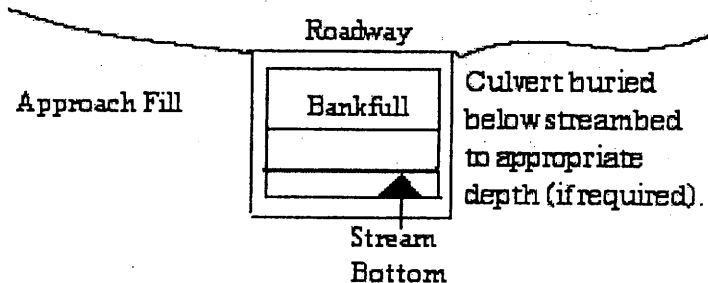 Roadway
Approach Fill
Bankfull
Culvert buried
below streambed
to appropriate
depth (if required).
Stream
Bottom